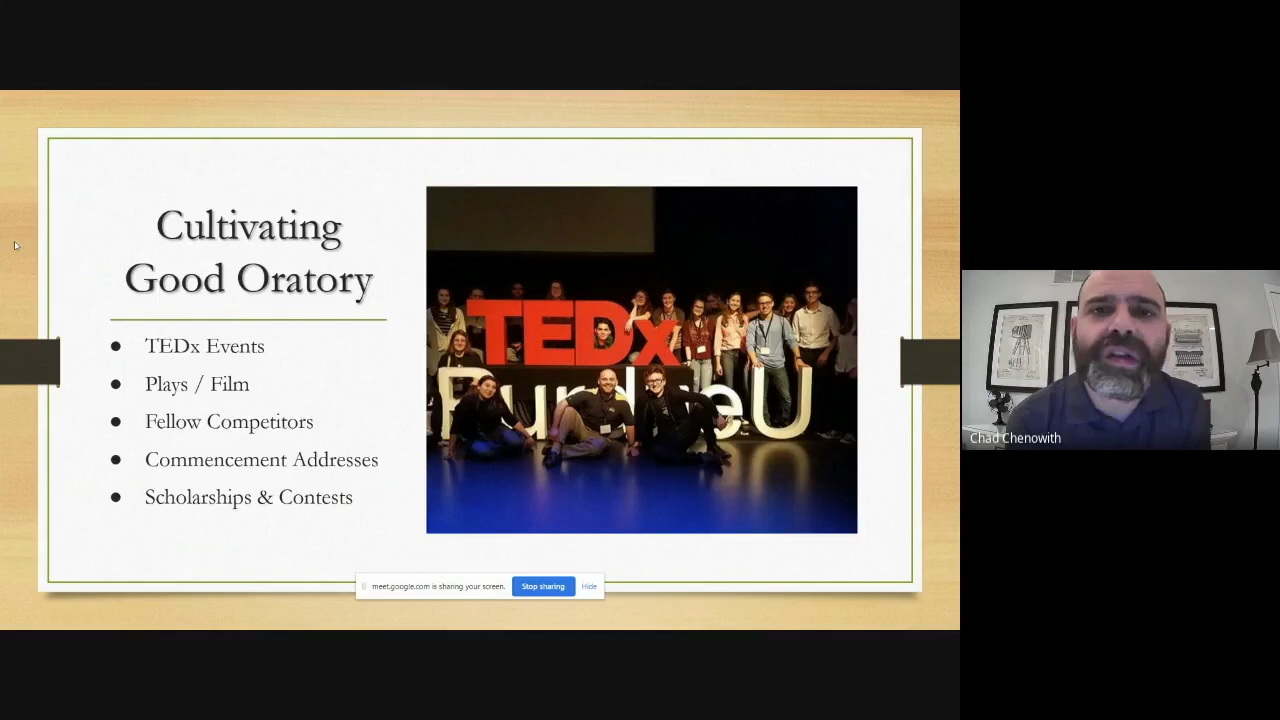 Cultivating
Good Oratory
● TEDx Events
● Plays / Film
● Fellow Competitors
● Commencement Addresses
● Scholarships & Contests
TEDx
PurdueU
meet.google.com is sharing your screen. Stop sharing Hide
Chad Chenowith